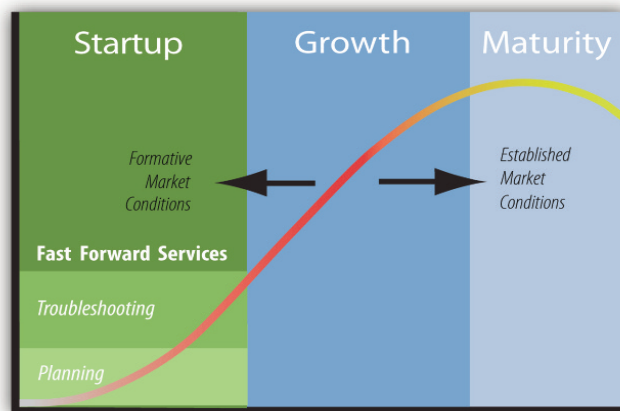 Startup
Growth
Maturity
Formative
Market
Conditions
Established
Market
Conditions
Fast Forward Services
Troubleshooting
Planning